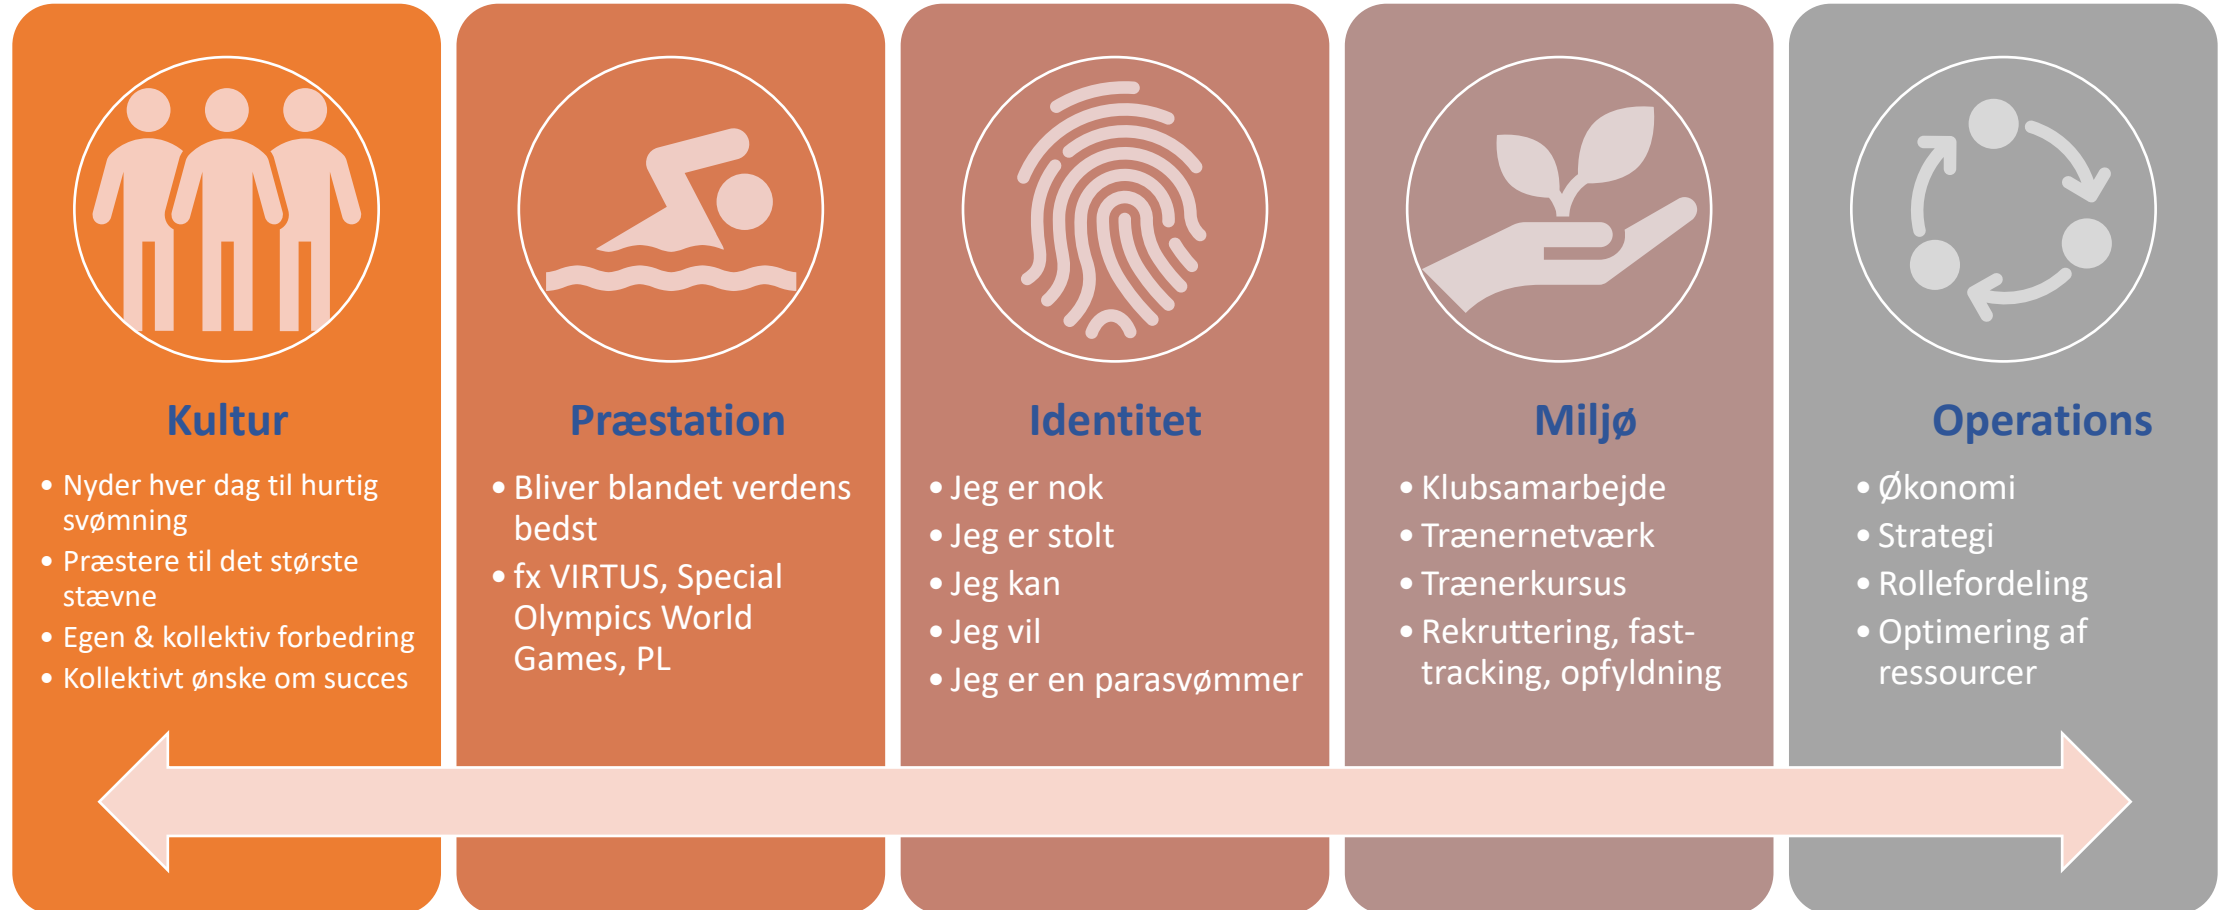 Kultur
• Nyder hver dag til hurtig
svømning
• Præstere til det største
stævne
• Egen & kollektiv forbedring
• Kollektivt ønske om succes
Præstation
• Bliver blandet verdens
bedst
• fx VIRTUS, Special
Olympics World
Games, PL
Identitet
• Jeg er nok
• Jeg er stolt
• Jeg kan
• Jeg vil
• Jeg er en parasvømmer
Miljø
• Klubsamarbejde
• Trænernetværk
• Trænerkursus
• Rekruttering, fast-
tracking, opfyldning
Operations
• Økonomi
• Strategi
• Rollefordeling
• Optimering af
ressourcer